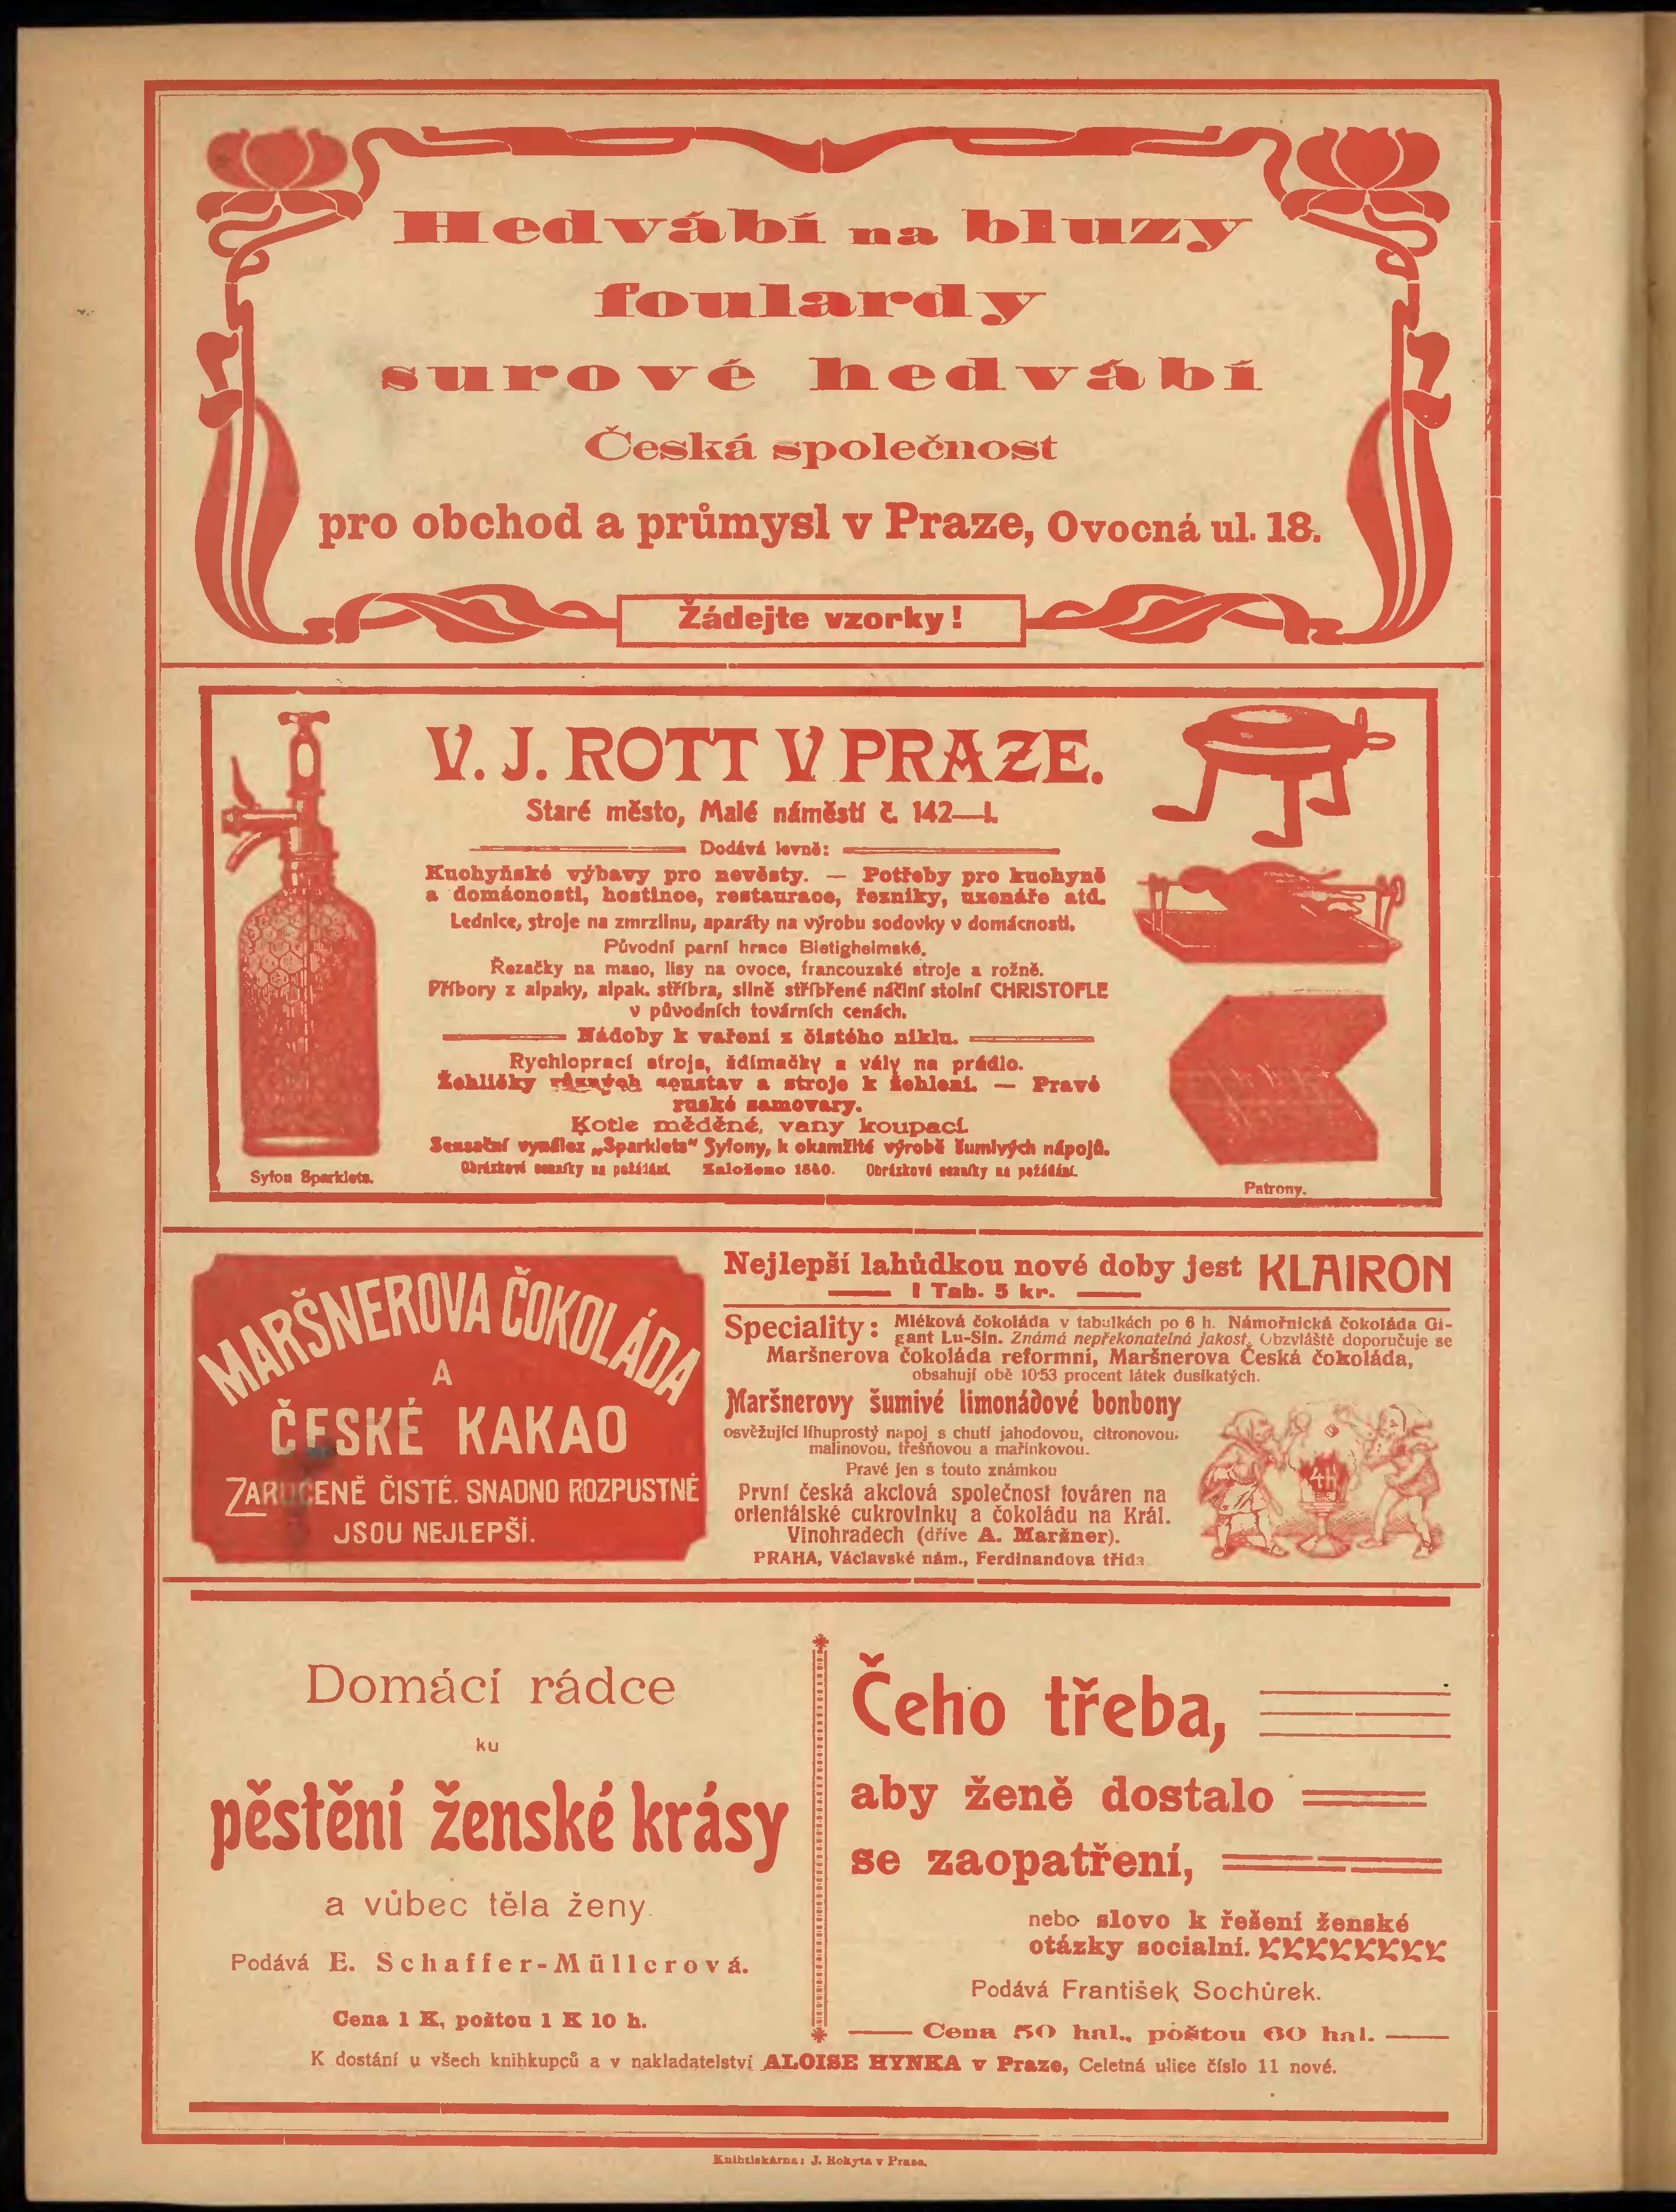 Hedvábí na bluzy
foulardy
surové hedvábí
Česká společnost
pro obchod a průmysl v Praze, Ovocná ul. 18.
Žádejte vzorky!
V. J. ROTT V PRAZE.
Staré město, Malé náměstí č. 142—I.
Dodává levně:
Kuchyňské výbavy pro nevěsty. — Potřeby pro kuchyně
a domácnosti, hostince, restaurace, řezníky, uzenáře atd.
Lednice, stroje na zmrzlinu, aparáty na výrobu sodovky v domácnosti.
Původní parní hrnce Bietigheimské.
Řezačky na maso, lisy na ovoce, francouzské stroje a rožně.
Příbory z alpaky, alpak. stříbra, silně stříbřené náčiní stolní CHRISTOFLE
v původních továrních cenách.
Nádoby k vaření z čistého niklu.
Rychloprací stroje, ždímačky a vály na prádlo.
Žehličky různých soustav a stroje k žehlení. — Pravé
ruské samovary.
Kotle měděné, vany koupací.
Sensační vynález „Sparklets“ Syfony, k okamžité výrobě šumivých nápojů.
Obrázkové cenníky na požádání. Založeno 1840. Obrázkové cenníky na požádání.
Syfon Sparklets.
Patrony.
MARŠNEROVA ČOKOLÁDA
A
ČESKÉ KAKAO
ZARUČENĚ ČISTÉ. SNADNO ROZPUSTNÉ
JSOU NEJLEPŠÍ.
Nejlepší lahůdkou nové doby jest KLAIRON
1 Tab. 5 kr.
Speciality: Mléková čokoláda v tabulkách po 6 h. Námořnická čokoláda Gi-
gant Lu-Sin. Známá nepřekonatelná jakost. Obzvláště doporučuje se
Maršnerova čokoláda reformní, Maršnerova Česká čokoláda,
obsahují obě 10·53 procent látek dusíkatých.
Maršnerovy šumivé limonádové bonbony
osvěžující líhuprostý nápoj s chutí jahodovou, citronovou,
malinovou, třešňovou a mařinkovou.
Pravé jen s touto známkou
První česká akciová společnost továren na
orientálské cukrovinky a čokoládu na Král.
Vinohradech (dříve A. Maršner).
PRAHA, Václavské nám., Ferdinandova třída
4H
Domácí rádce
ku
pěstění ženské krásy
a vůbec těla ženy.
Podává E. Schaffer-Müllerová.
Cena 1 K, poštou 1 K 10 h.
Čeho třeba,
aby ženě dostalo
se zaopatření,
nebo slovo k řešení ženské
otázky socialní.
Podává František Sochůrek.
Cena 50 hal., poštou 60 hal.
K dostání u všech knihkupců a v nakladatelství ALOISE HYNKA v Praze, Celetná ulice číslo 11 nové.
Knihtiskárna: J. Rokyta v Praze.